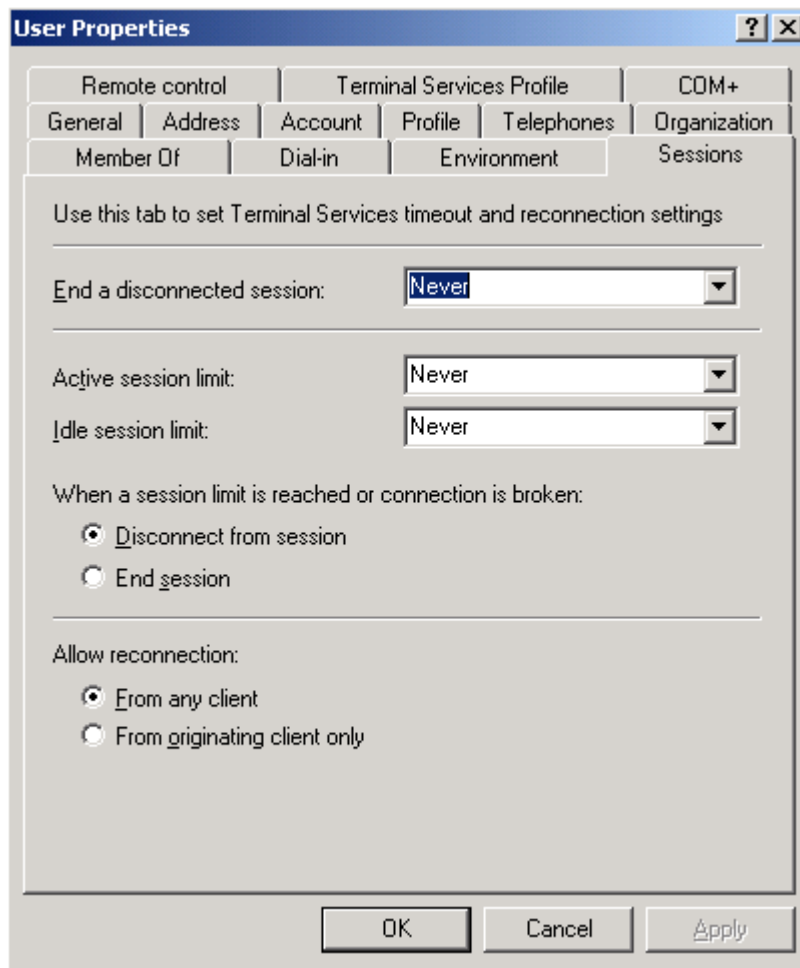 User Properties
Remote control Terminal Services Profile COM+
General Address Account Profile Telephones Organization
Member Of Dial-in Environment Sessions
Use this tab to set Terminal Services timeout and reconnection settings
End a disconnected session: Never
Active session limit: Never
Idle session limit: Never
When a session limit is reached or connection is broken:
Disconnect from session
End session
Allow reconnection:
From any client
From originating client only
OK Cancel Apply